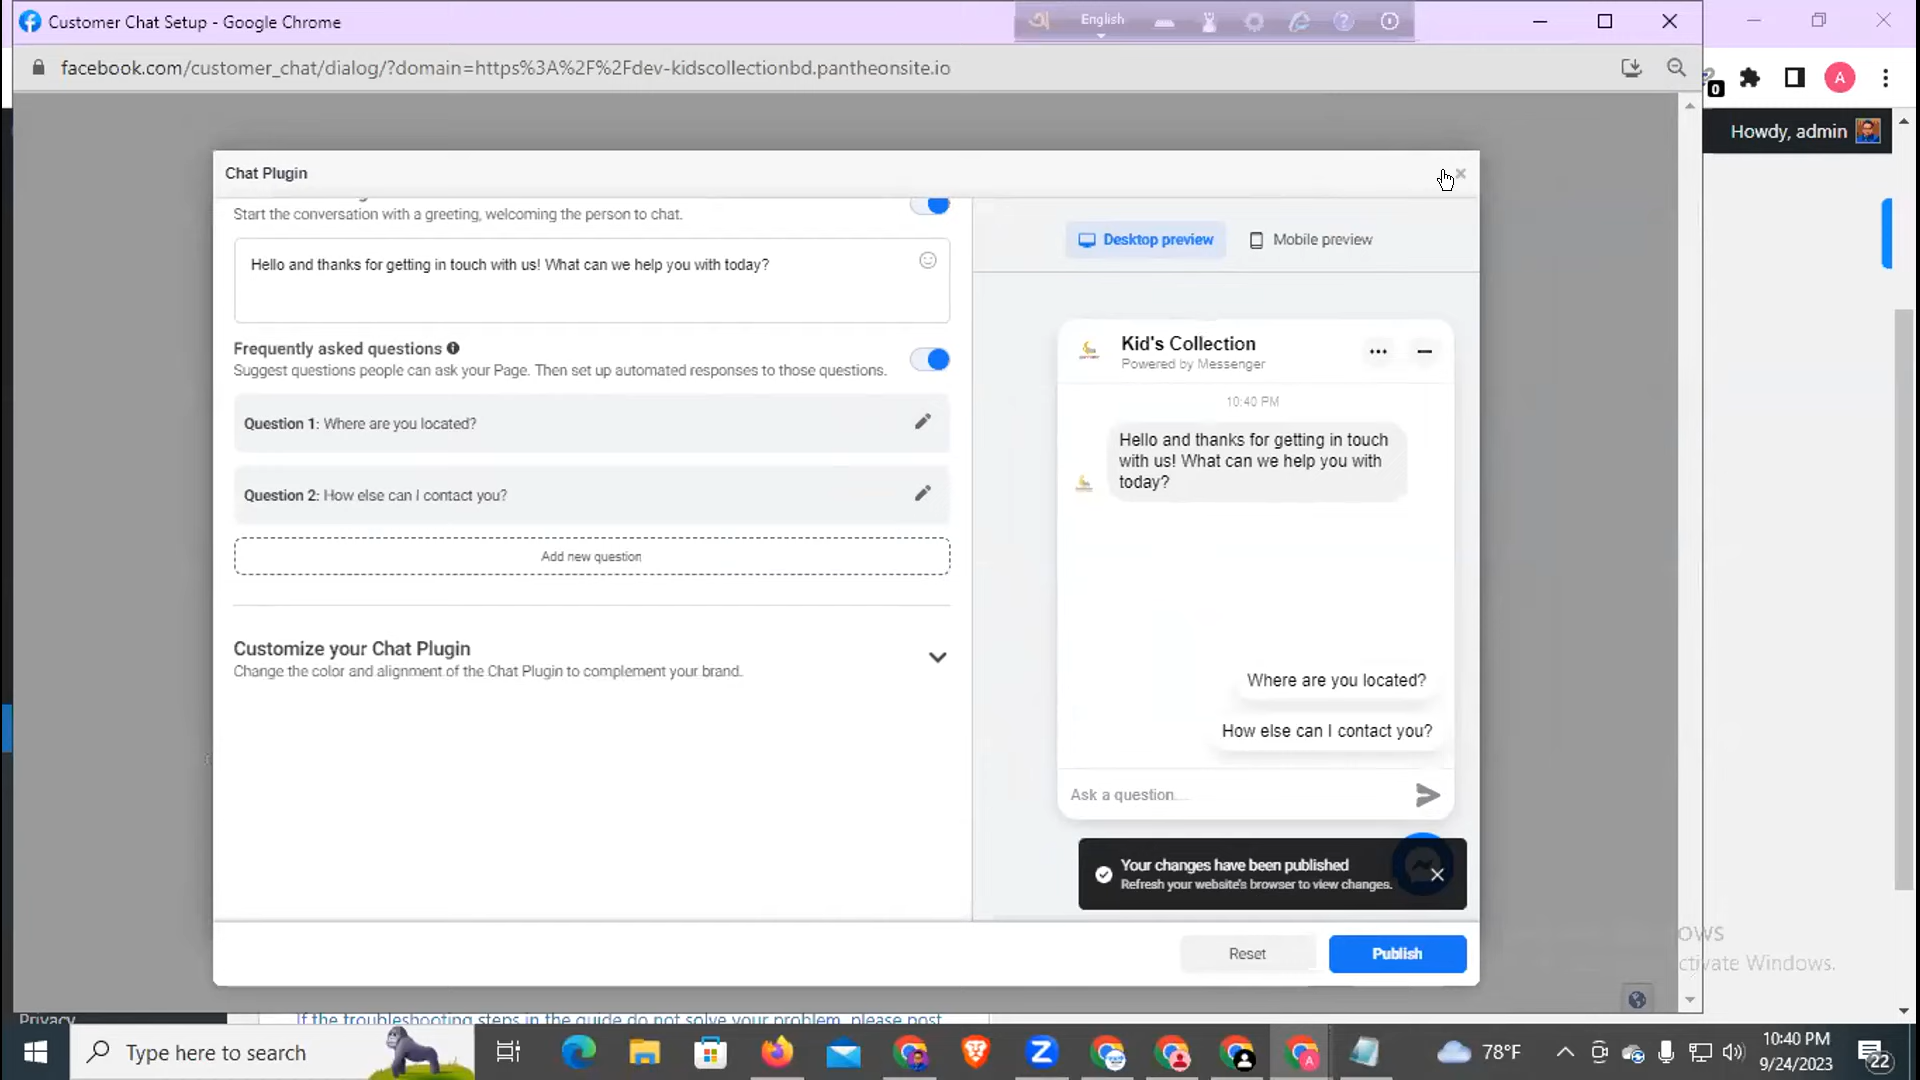 Customer Chat Setup - Google Chrome
English
facebook.com/customer_chat/dialog/?domain=https%3A%2F%2Fdev-kidscollectionbd.pantheonsite.io
0
A
Howdy, admin
Chat Plugin
Start the conversation with a greeting, welcoming the person to chat.
Hello and thanks for getting in touch with us! What can we help you with today?
Frequently asked questions
Suggest questions people can ask your Page. Then set up automated responses to those questions.
Question 1: Where are you located?
Question 2: How else can I contact you?
Add new question
Customize your Chat Plugin
Change the color and alignment of the Chat Plugin to complement your brand.
Desktop preview
Mobile preview
Kid's Collection
Powered by Messenger
10:40 PM
Hello and thanks for getting in touch
with us! What can we help you with
today?
Where are you located?
How else can I contact you?
Ask a question....
Your changes have been published
Refresh your website's browser to view changes.
Reset
Publish
Windows.
Privacy
If the troubleshooting steps in the guide do not solve your problem, please post
Type here to search
78°F
10:40 PM
9/24/2023
22